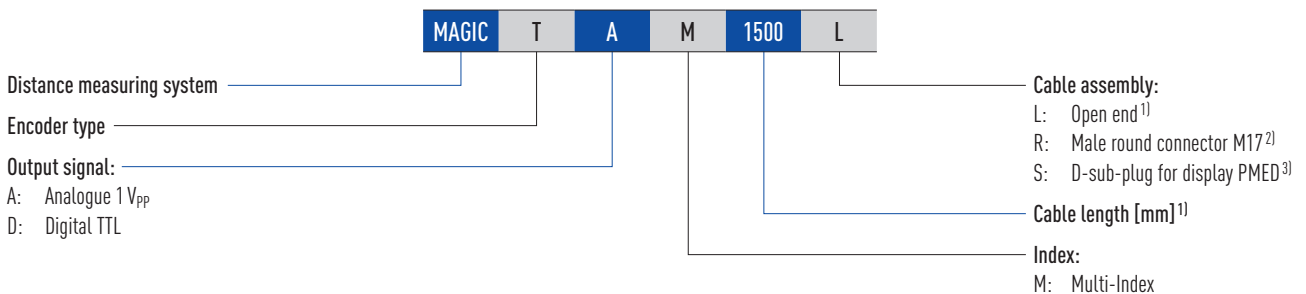 MAGIC T A M 1500 L
Distance measuring system
Encoder type
Output signal:
A: Analogue 1 VPP
D: Digital TTL
Cable assembly:
L: Open end 1)
R: Male round connector M17 2)
S: D-sub-plug for display PMED 3)
Cable length [mm] 1)
Index:
M: Multi-Index